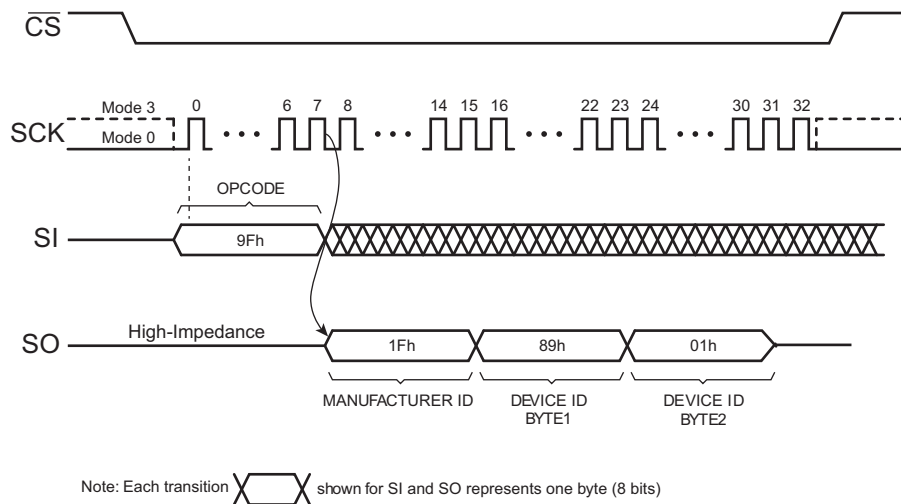 CS
Mode 3
SCK
Mode 0
0 6 7 8 14 15 16 22 23 24 30 31 32
OPCODE
SI
9Fh
High-Impedance
SO
1Fh 89h 01h
MANUFACTURER ID DEVICE ID DEVICE ID
BYTE1 BYTE2
Note: Each transition shown for SI and SO represents one byte (8 bits)